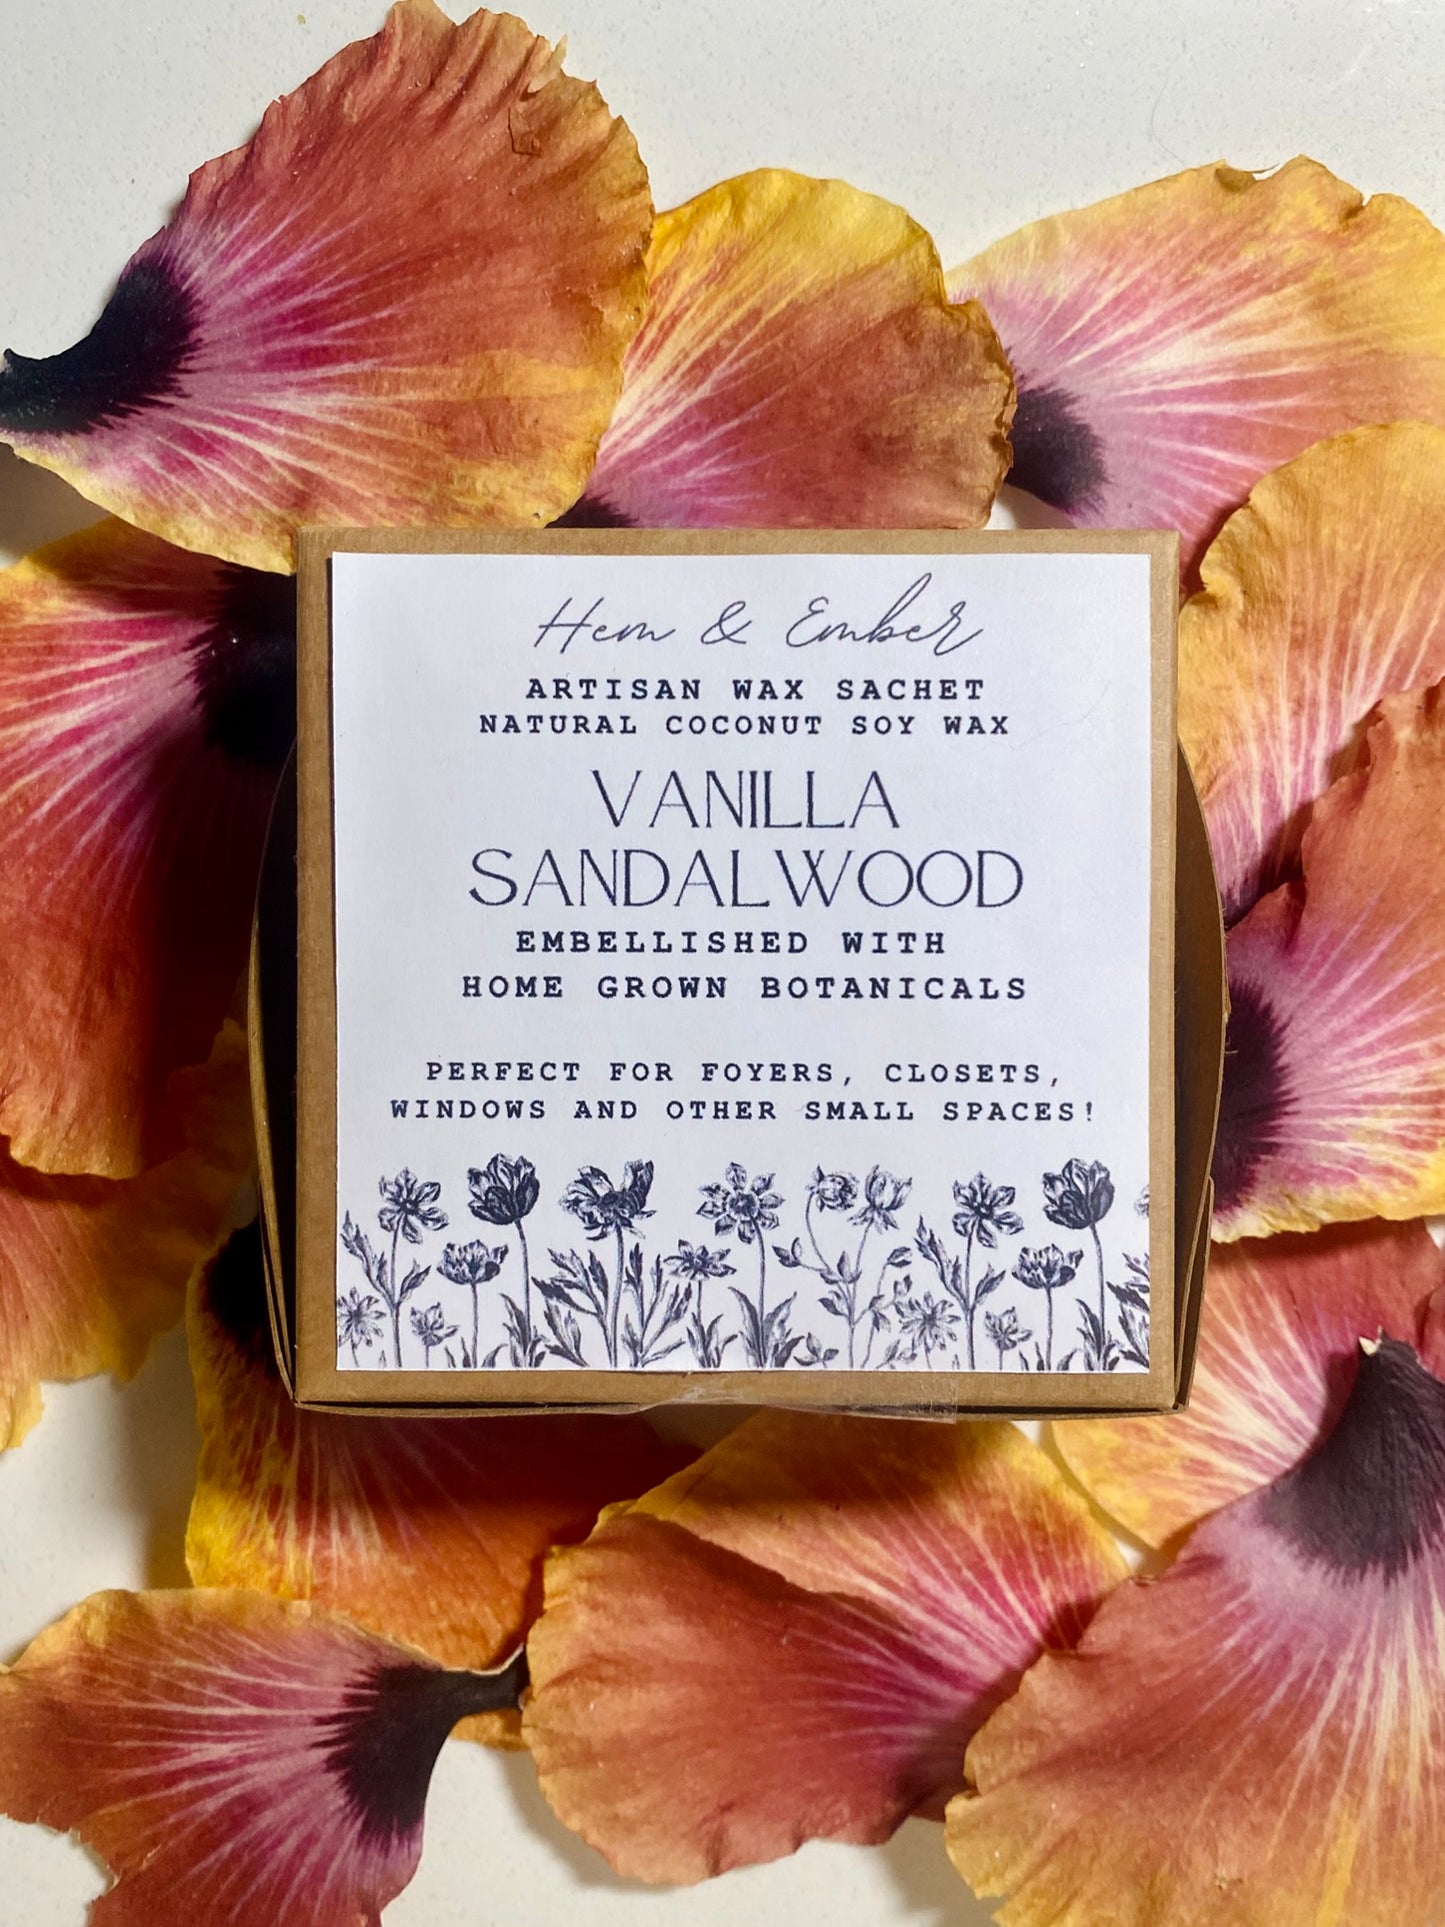 Hem & Ember
ARTISAN WAX SACHET
NATURAL COCONUT SOY WAX
VANILLA
SANDALWOOD
EMBELLISHED WITH
HOME GROWN BOTANICALS
PERFECT FOR FOYERS, CLOSETS,
WINDOWS AND OTHER SMALL SPACES!